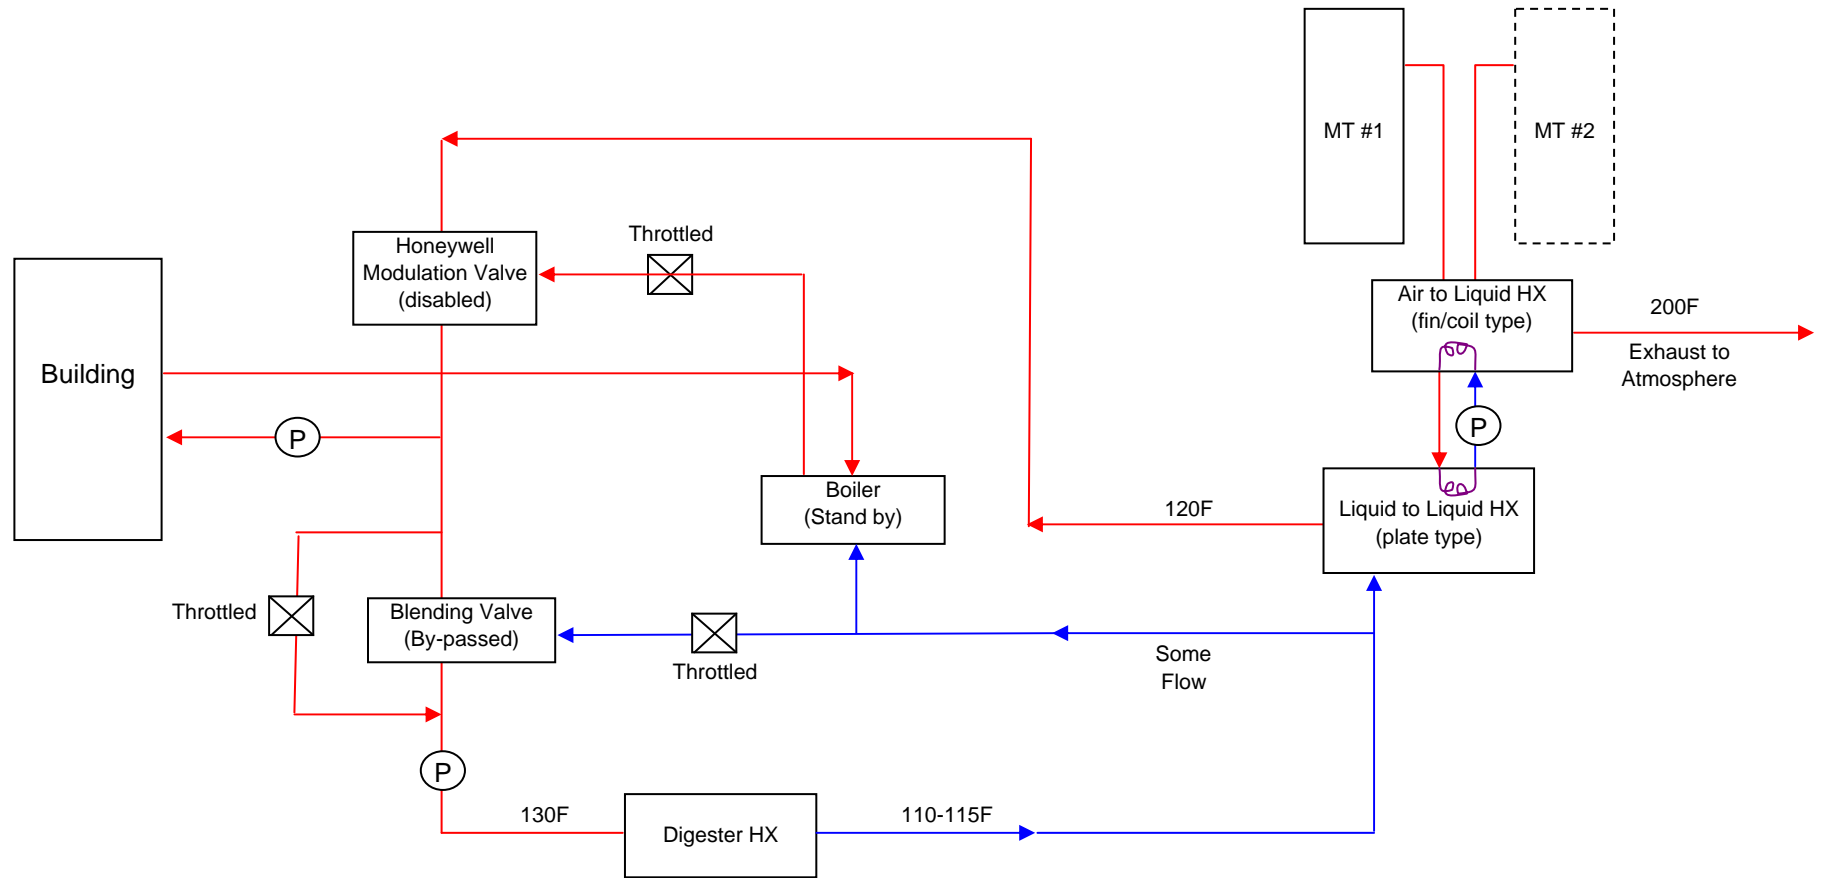 MT #1
MT #2
Throttled
Honeywell
Modulation Valve
(disabled)
Air to Liquid HX
(fin/coil type)
200F
Exhaust to
Atmosphere
Building
P
P
Boiler
(Stand by)
120F
Liquid to Liquid HX
(plate type)
Throttled
Blending Valve
(By-passed)
Throttled
Some
Flow
P
130F
Digester HX
110-115F